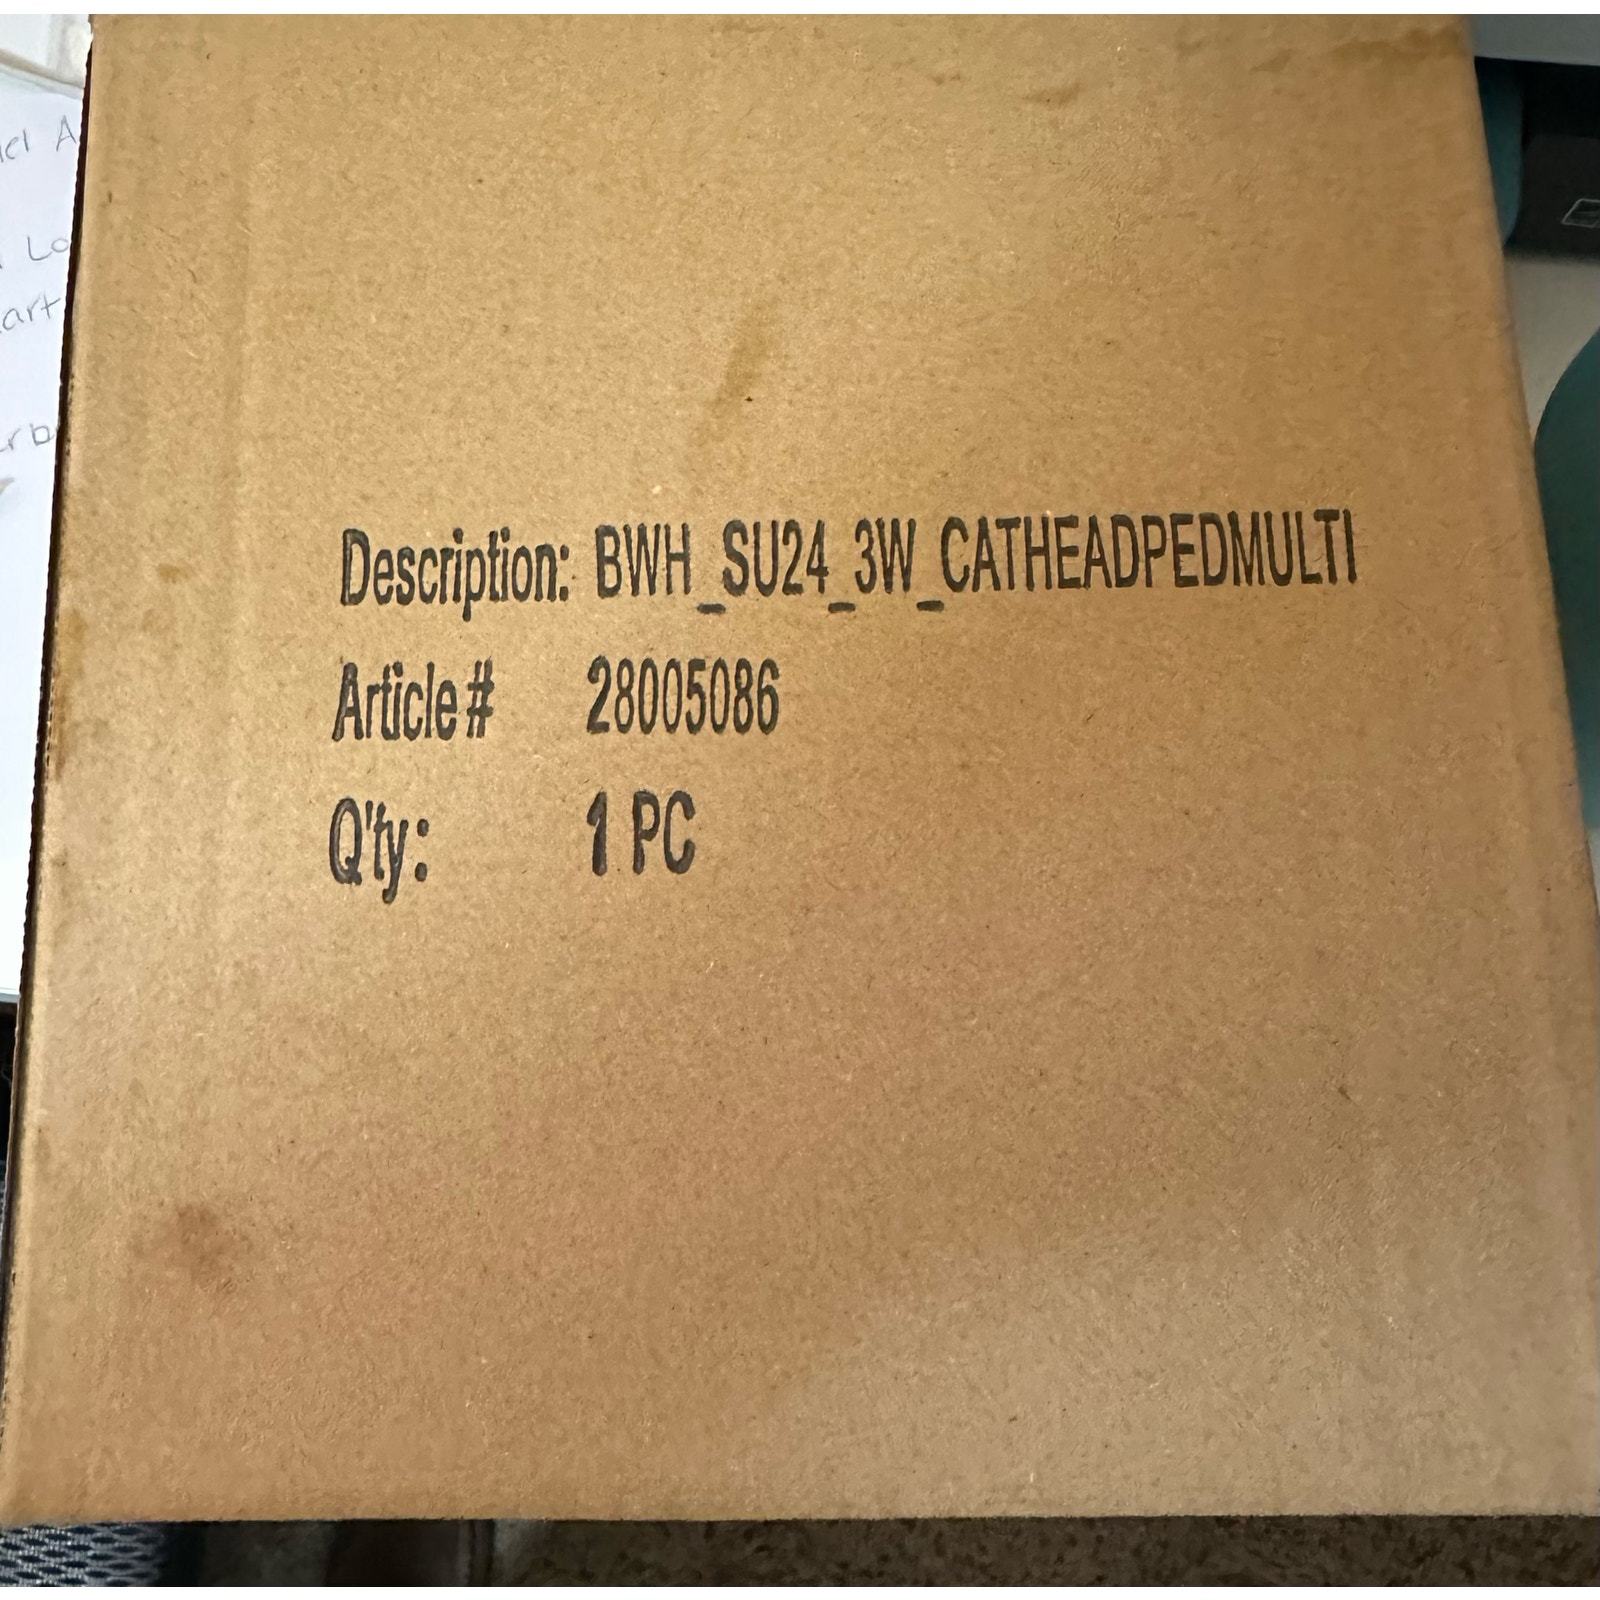 Description: BWH_SU24_3W_CATHEADPEDMULTI
Article # 28005086
Q'ty: 1 PC